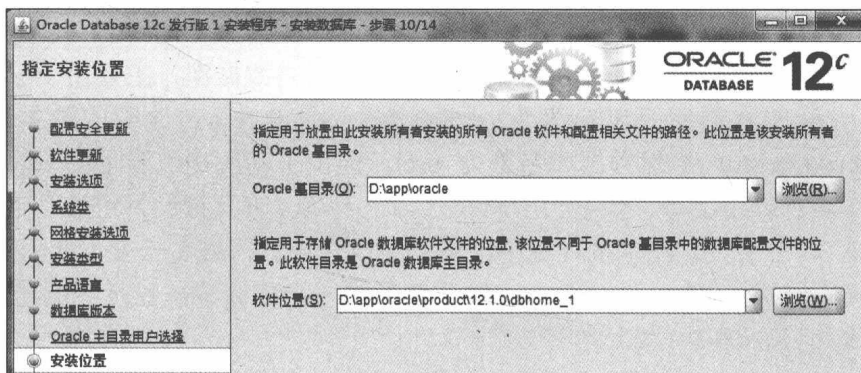 Oracle Database 12c 发行版 1 安装程序 - 安装数据库 - 步骤 10/14
指定安装位置
ORACLE
DATABASE
12c
配置安全更新
软件更新
安装选项
系统类
网格安装选项
安装类型
产品语言
数据库版本
Oracle 主目录用户选择
安装位置
指定用于放置由此安装所有者安装的所有 Oracle 软件和配置相关文件的路径。此位置是该安装所有者
的 Oracle 基目录。
Oracle 基目录(O): D:\app\oracle 浏览(R)...
指定用于存储 Oracle 数据库软件文件的位置, 该位置不同于 Oracle 基目录中的数据库配置文件的位
置。此软件目录是 Oracle 数据库主目录。
软件位置(S): D:\app\oracle\product\12.1.0\dbhome_1 浏览(W)...